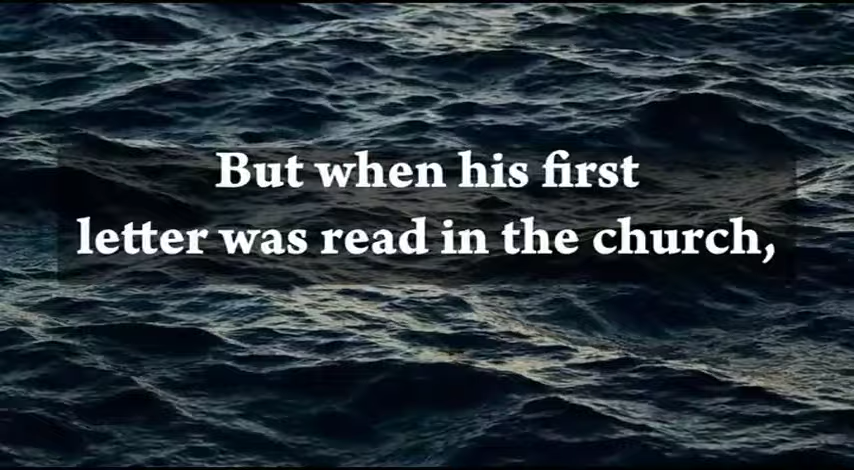 But when his first
letter was read in the church,